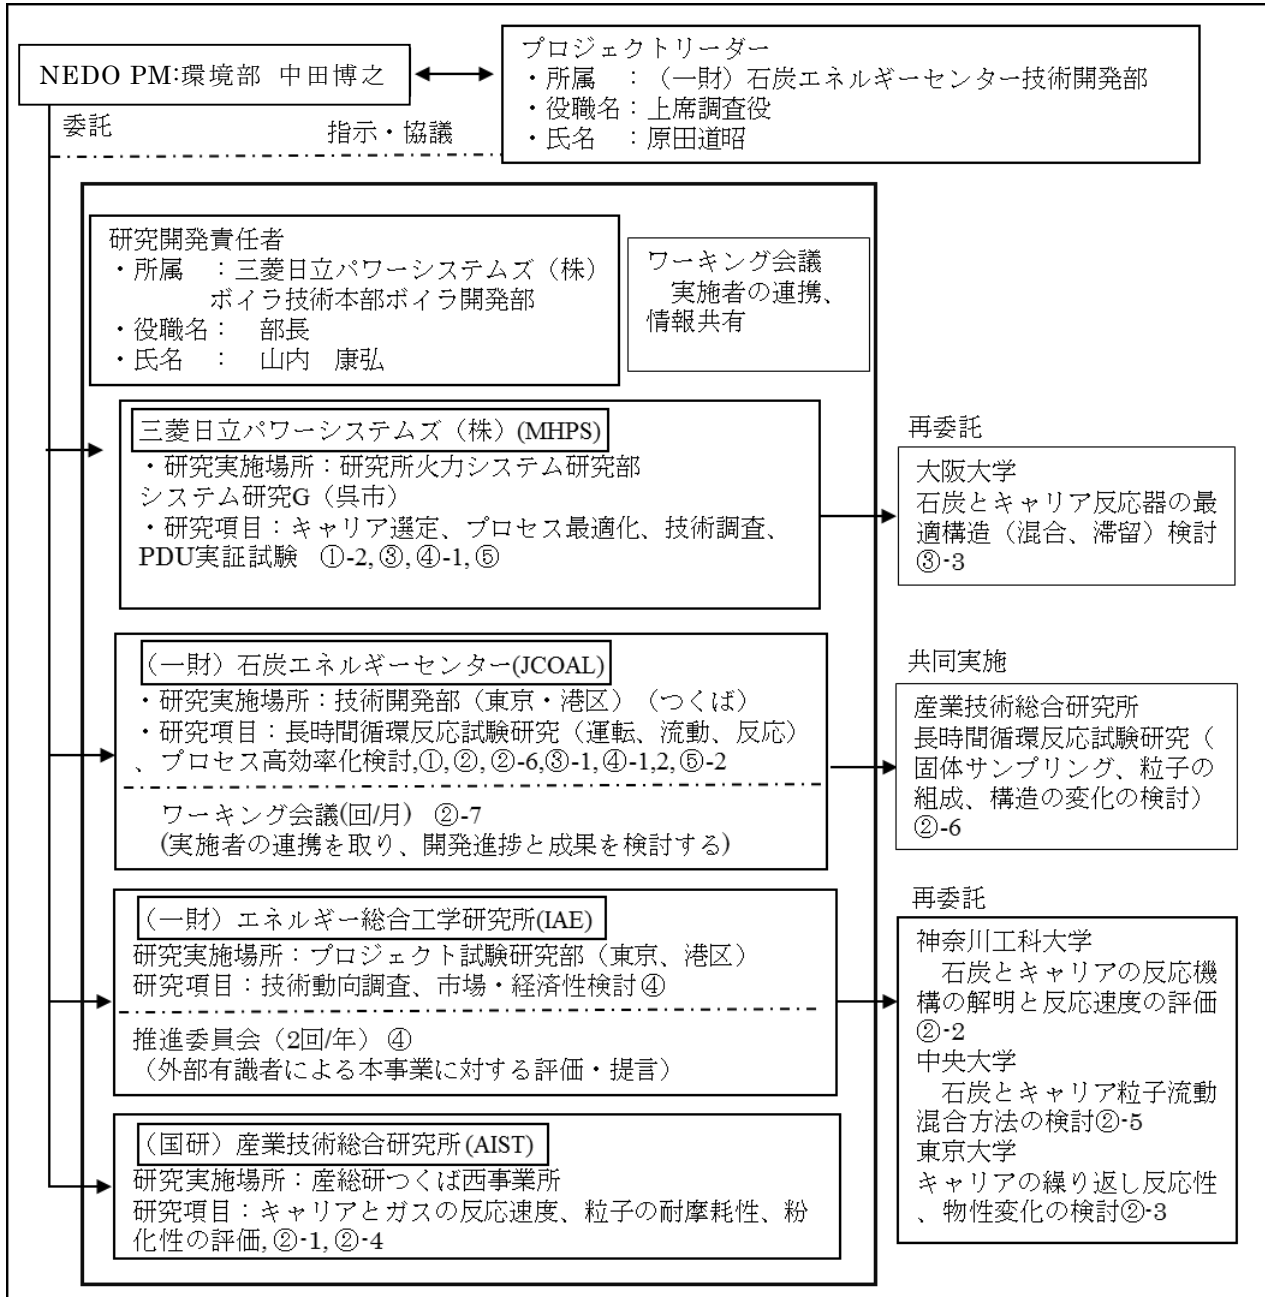 NEDO PM:環境部 中田博之
プロジェクトリーダー
・所属 :(一財)石炭エネルギーセンター技術開発部
・役職名:上席調査役
・氏名 :原田道昭
委託
指示・協議
研究開発責任者
・所属 :三菱日立パワーシステムズ(株)
ボイラ技術本部ボイラ開発部
・役職名: 部長
・氏名 : 山内 康弘
ワーキング会議
実施者の連携、
情報共有
三菱日立パワーシステムズ(株)(MHPS)
・研究実施場所:研究所火力システム研究部
システム研究G(呉市)
・研究項目:キャリア選定、プロセス最適化、技術調査、
PDU実証試験 ①-2, ③, ④-1, ⑤
再委託
大阪大学
石炭とキャリア反応器の最
適構造(混合、滞留)検討
③-3
(一財)石炭エネルギーセンター(JCOAL)
・研究実施場所:技術開発部(東京・港区)(つくば)
・研究項目:長時間循環反応試験研究(運転、流動、反応)
、プロセス高効率化検討,①, ②, ②-6,③-1, ④-1,2, ⑤-2
ワーキング会議(回/月) ②-7
(実施者の連携を取り、開発進捗と成果を検討する)
共同実施
産業技術総合研究所
長時間循環反応試験研究(
固体サンプリング、粒子の
組成、構造の変化の検討)
②-6
(一財)エネルギー総合工学研究所(IAE)
研究実施場所:プロジェクト試験研究部(東京、港区)
研究項目:技術動向調査、市場・経済性検討④
推進委員会(2回/年) ④
(外部有識者による本事業に対する評価・提言)
再委託
神奈川工科大学
石炭とキャリアの反応機
構の解明と反応速度の評価
②-2
中央大学
石炭とキャリア粒子流動
混合方法の検討②-5
東京大学
キャリアの繰り返し反応性
、物性変化の検討②-3
(国研)産業技術総合研究所(AIST)
研究実施場所:産総研つくば西事業所
研究項目:キャリアとガスの反応速度、粒子の耐摩耗性、粉
化性の評価, ②-1, ②-4